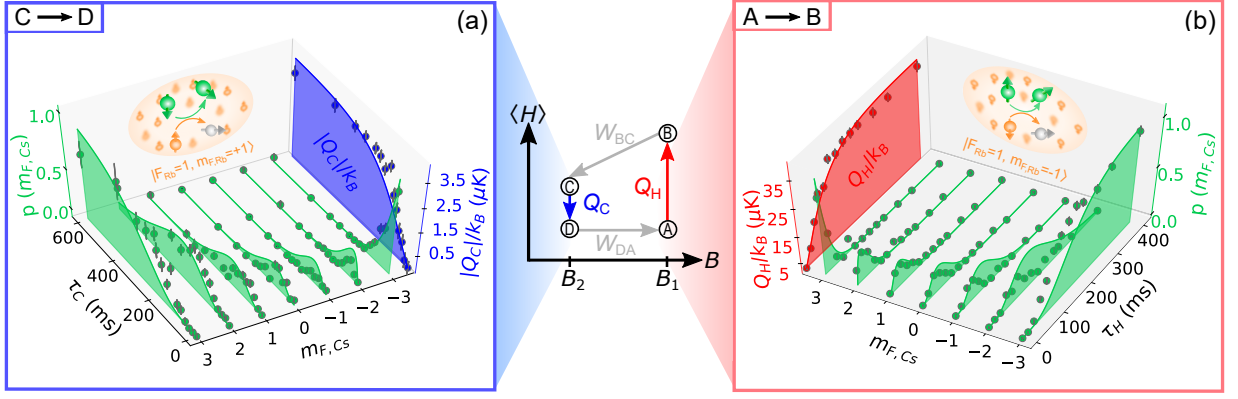 C → D
(a)
|F_Rb=1, m_F,Rb=+1⟩
|Q_C|/k_B
p (m_F,Cs)
1.0
0.5
0.0
600
400
200
0
τ_C (ms)
3
2
1
0
−1
−2
−3
m_F,Cs
3.5
2.5
1.5
0.5
|Q_C|/k_B (μK)
⟨H⟩
W_BC
B
C
Q_C
Q_H
D
A
W_DA
B_2
B_1
B
A → B
(b)
|F_Rb=1, m_F,Rb=-1⟩
Q_H/k_B
35
25
15
5
Q_H/k_B (μK)
3
2
1
0
−1
−2
−3
m_F,Cs
0
100
200
300
400
τ_H (ms)
1.0
0.5
0.0
p (m_F,Cs)